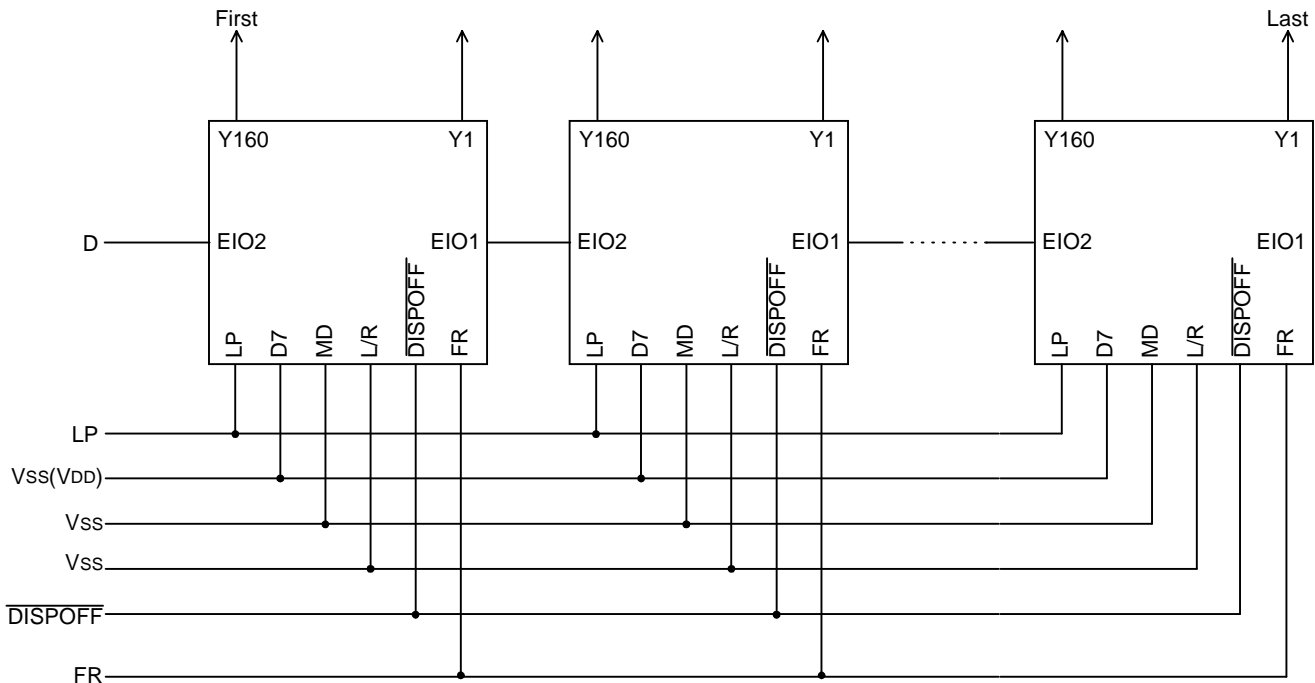 First Last
Y160 Y1 Y160 Y1 Y160 Y1
D EIO2 EIO1 EIO2 EIO1 EIO2 EIO1
LP D7 MD L/R DISPOFF FR LP D7 MD L/R DISPOFF FR LP D7 MD L/R DISPOFF FR
LP
VSS(VDD)
VSS
VSS
DISPOFF
FR